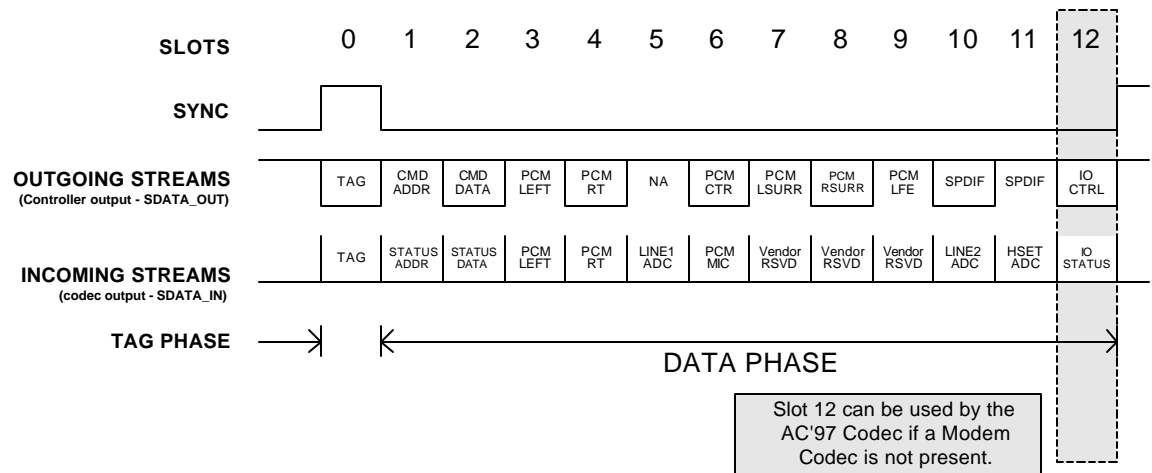 SLOTS 0 1 2 3 4 5 6 7 8 9 10 11 12
SYNC
OUTGOING STREAMS
(Controller output - SDATA_OUT)
TAG
CMD
ADDR
CMD
DATA
PCM
LEFT
PCM
RT
NA
PCM
CTR
PCM
LSURR
PCM
RSURR
PCM
LFE
SPDIF
SPDIF
IO
CTRL
INCOMING STREAMS
(codec output - SDATA_IN)
TAG
STATUS
ADDR
STATUS
DATA
PCM
LEFT
PCM
RT
LINE1
ADC
PCM
MIC
Vendor
RSVD
Vendor
RSVD
Vendor
RSVD
LINE2
ADC
HSET
ADC
IO
STATUS
TAG PHASE
DATA PHASE
Slot 12 can be used by the
AC'97 Codec if a Modem
Codec is not present.